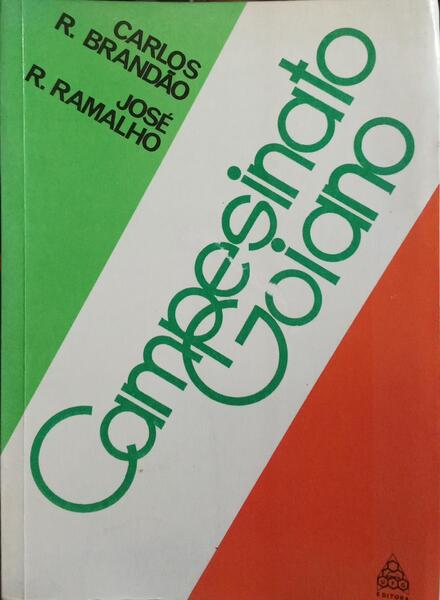 CARLOS
R. BRANDÃO
JOSÉ
R. RAMALHO
Campesinato
Goiano
EDITORA